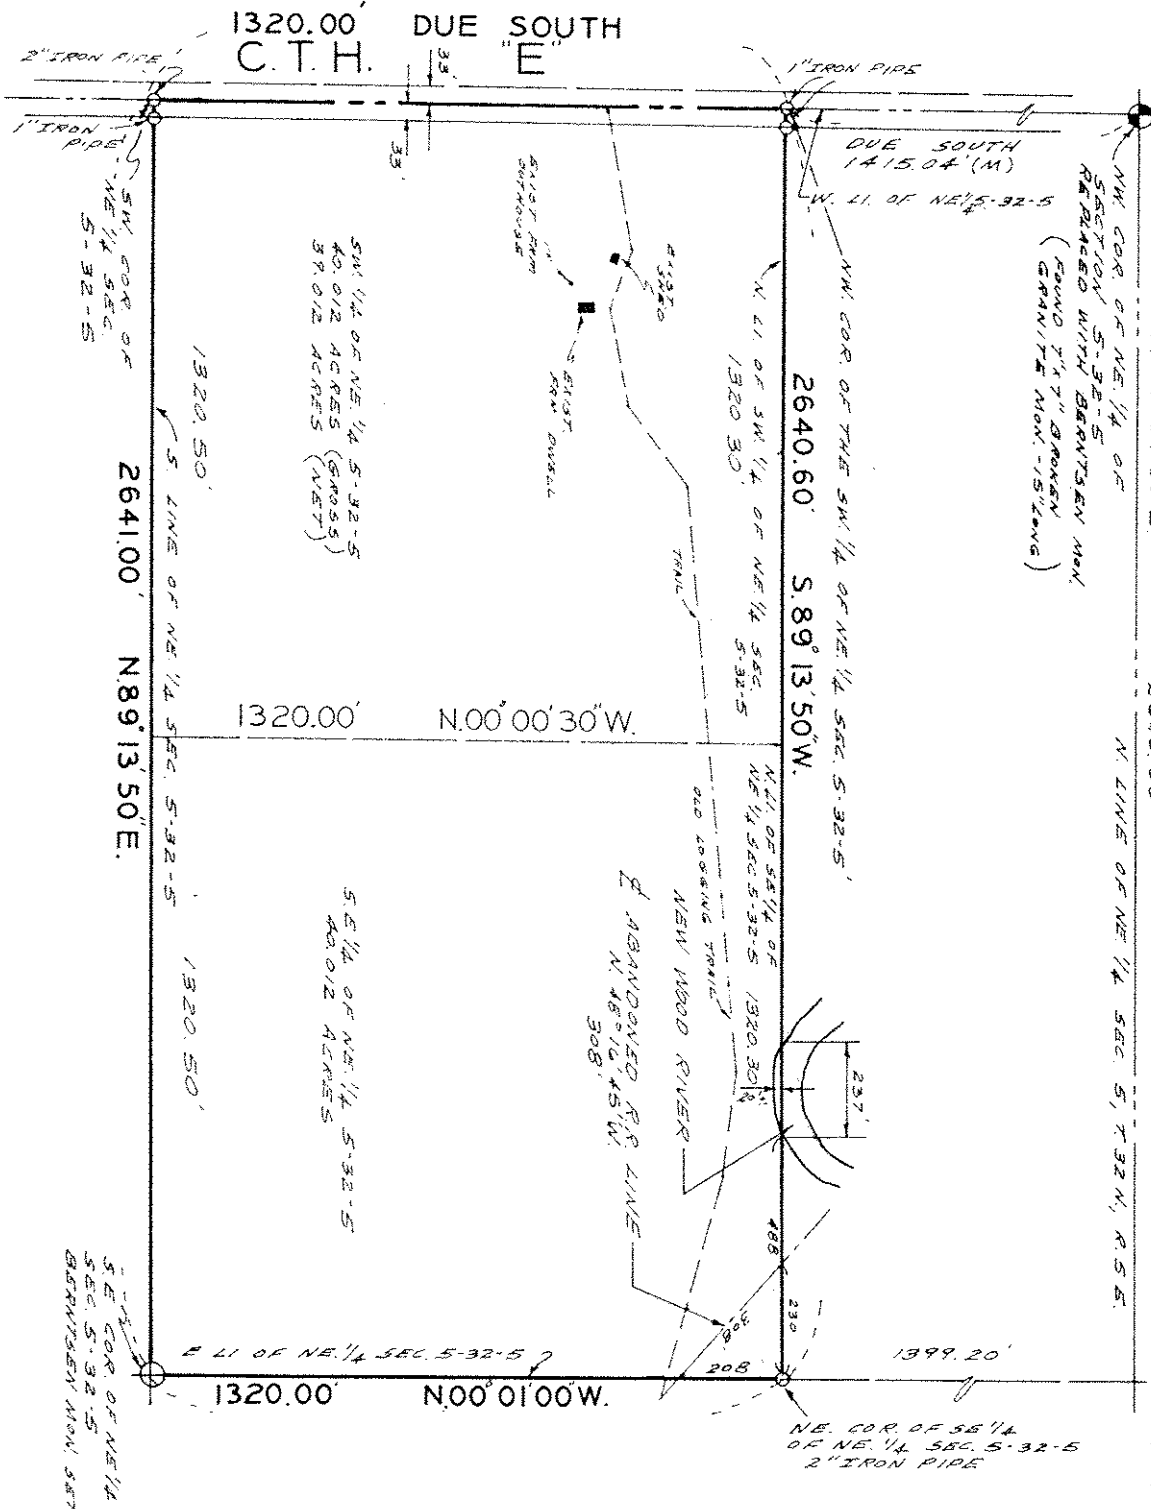 1320.00' DUE SOUTH
C. T. H. "E"
2" IRON PIPE
1" IRON
PIPE
33'
33'
1" IRON PIPE
DUE SOUTH
1415.04' (M)
W. LI. OF NE 1/4 5-32-5
NW. COR. OF NE. 1/4 OF
SECTION 5-32-5
REPLACED WITH BERNTSEN MON.
(FOUND 7"x7" BROKEN
GRANITE MON.-15" LONG)
SW. COR. OF
NE 1/4 SEC.
5-32-5
SW. 1/4 OF NE. 1/4 5-32-5
40.012 ACRES (GROSS)
39.012 ACRES (NET)
EXIST FRM
OUTHOUSE
EXIST.
SHED
EXIST.
FRM DWELL
NW. COR. OF THE SW. 1/4 OF NE. 1/4 SEC. 5-32-5
2640.60' S.89°13'50"W.
N. LI. OF SW. 1/4 OF NE 1/4 SEC.
5-32-5
1320.30'
TRAIL
1320.50'
S. LINE OF NE 1/4 SEC. 5-32-5
2641.00' N.89°13'50"E.
1320.00' N.00°00'30"W.
N. LINE OF NE 1/4 SEC 5, T 32 N, R. 5 E.
N. LI. OF SE 1/4 OF
NE 1/4 SEC 5-32-5 1320.30'
OLD LOGGING TRAIL
NEW WOOD RIVER
ABANDONED R.R. LINE
N. 48°16'45"W.
308'
S.E 1/4 OF NE 1/4 5-32-5
40.012 ACRES
1320.50'
237'
488
230
308'
208
E LI OF NE. 1/4 SEC. 5-32-5
1320.00' N.00°01'00"W.
1399.20'
NE. COR. OF SE 1/4
OF NE. 1/4 SEC. 5-32-5
2" IRON PIPE
S.E COR. OF NE 1/4
SEC. 5-32-5
BERNTSEN MON. SET